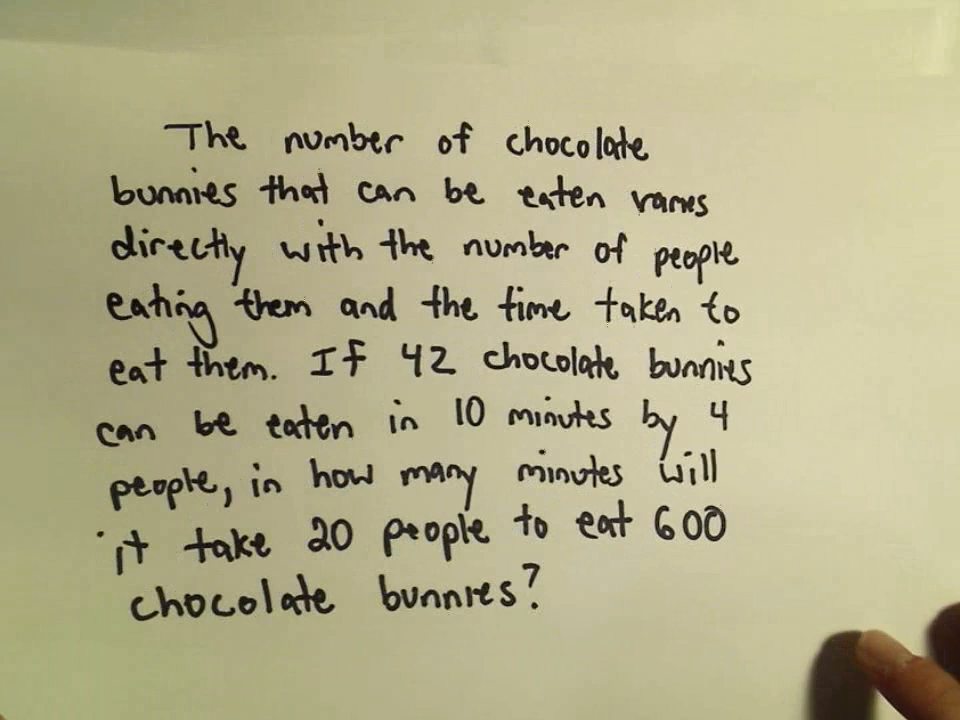 The number of chocolate
bunnies that can be eaten varies
directly with the number of people
eating them and the time taken to
eat them. If 42 chocolate bunnies
can be eaten in 10 minutes by 4
people, in how many minutes will
it take 20 people to eat 600
chocolate bunnies?